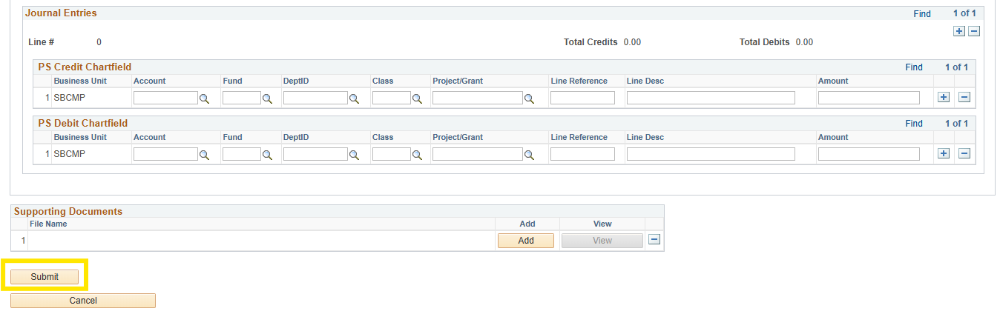 Journal Entries Find 1 of 1
Line # 0 Total Credits 0.00 Total Debits 0.00
PS Credit Chartfield Find 1 of 1
Business Unit Account Fund DeptID Class Project/Grant Line Reference Line Desc Amount
1 SBCMP
PS Debit Chartfield Find 1 of 1
Business Unit Account Fund DeptID Class Project/Grant Line Reference Line Desc Amount
1 SBCMP
Supporting Documents
File Name Add View
1 Add View
Submit
Cancel